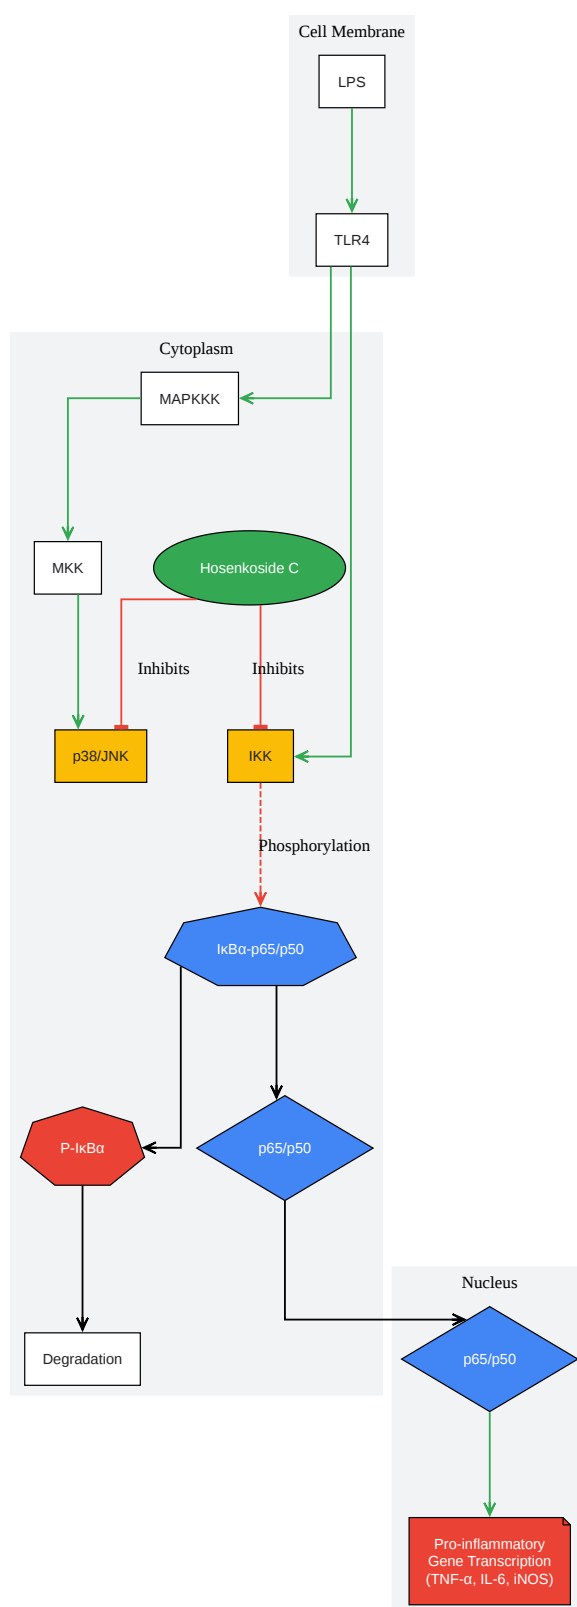 Cell Membrane
LPS
TLR4
Cytoplasm
MAPKKK
MKK
Hosenkoside C
Inhibits
Inhibits
p38/JNK
IKK
Phosphorylation
IκBα-p65/p50
P-IκBα
p65/p50
Nucleus
Degradation
p65/p50
Pro-inflammatory
Gene Transcription
(TNF-α, IL-6, iNOS)